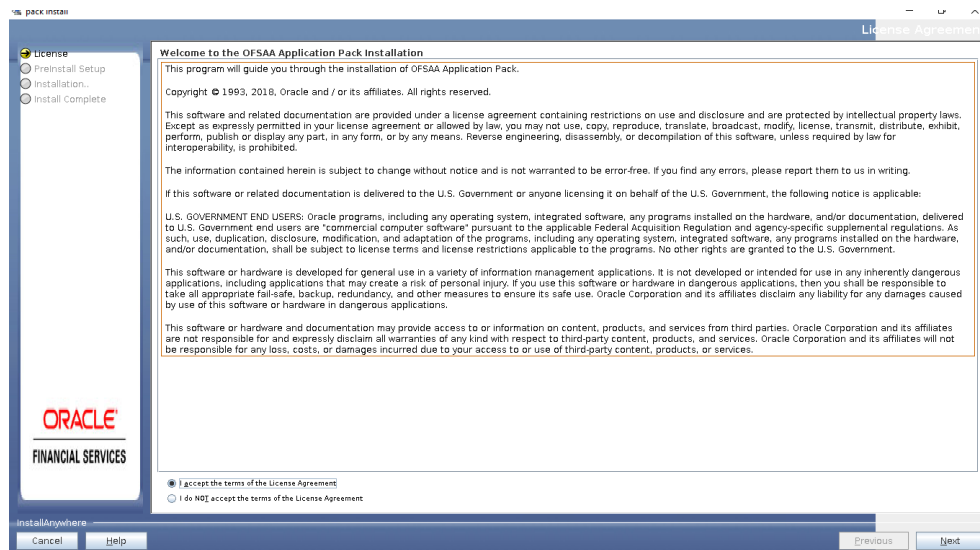 pack install
License Agreemen
License
PreInstall Setup
Installation..
Install Complete
Welcome to the OFSAA Application Pack Installation
This program will guide you through the installation of OFSAA Application Pack.
Copyright © 1993, 2018, Oracle and / or its affiliates. All rights reserved.
This software and related documentation are provided under a license agreement containing restrictions on use and disclosure and are protected by intellectual property laws.
Except as expressly permitted in your license agreement or allowed by law, you may not use, copy, reproduce, translate, broadcast, modify, license, transmit, distribute, exhibit,
perform, publish or display any part, in any form, or by any means. Reverse engineering, disassembly, or decompilation of this software, unless required by law for
interoperability, is prohibited.
The information contained herein is subject to change without notice and is not warranted to be error-free. If you find any errors, please report them to us in writing.
If this software or related documentation is delivered to the U.S. Government or anyone licensing it on behalf of the U.S. Government, the following notice is applicable:
U.S. GOVERNMENT END USERS: Oracle programs, including any operating system, integrated software, any programs installed on the hardware, and/or documentation, delivered
to U.S. Government end users are "commercial computer software" pursuant to the applicable Federal Acquisition Regulation and agency-specific supplemental regulations. As
such, use, duplication, disclosure, modification, and adaptation of the programs, including any operating system, integrated software, any programs installed on the hardware,
and/or documentation, shall be subject to license terms and license restrictions applicable to the programs. No other rights are granted to the U.S. Government.
This software or hardware is developed for general use in a variety of information management applications. It is not developed or intended for use in any inherently dangerous
applications, including applications that may create a risk of personal injury. If you use this software or hardware in dangerous applications, then you shall be responsible to
take all appropriate fail-safe, backup, redundancy, and other measures to ensure its safe use. Oracle Corporation and its affiliates disclaim any liability for any damages caused
by use of this software or hardware in dangerous applications.
This software or hardware and documentation may provide access to or information on content, products, and services from third parties. Oracle Corporation and its affiliates
are not responsible for and expressly disclaim all warranties of any kind with respect to third-party content, products, and services. Oracle Corporation and its affiliates will not
be responsible for any loss, costs, or damages incurred due to your access to or use of third-party content, products, or services.
ORACLE
FINANCIAL SERVICES
I accept the terms of the License Agreement
I do NOT accept the terms of the License Agreement
InstallAnywhere
Cancel
Help
Previous
Next